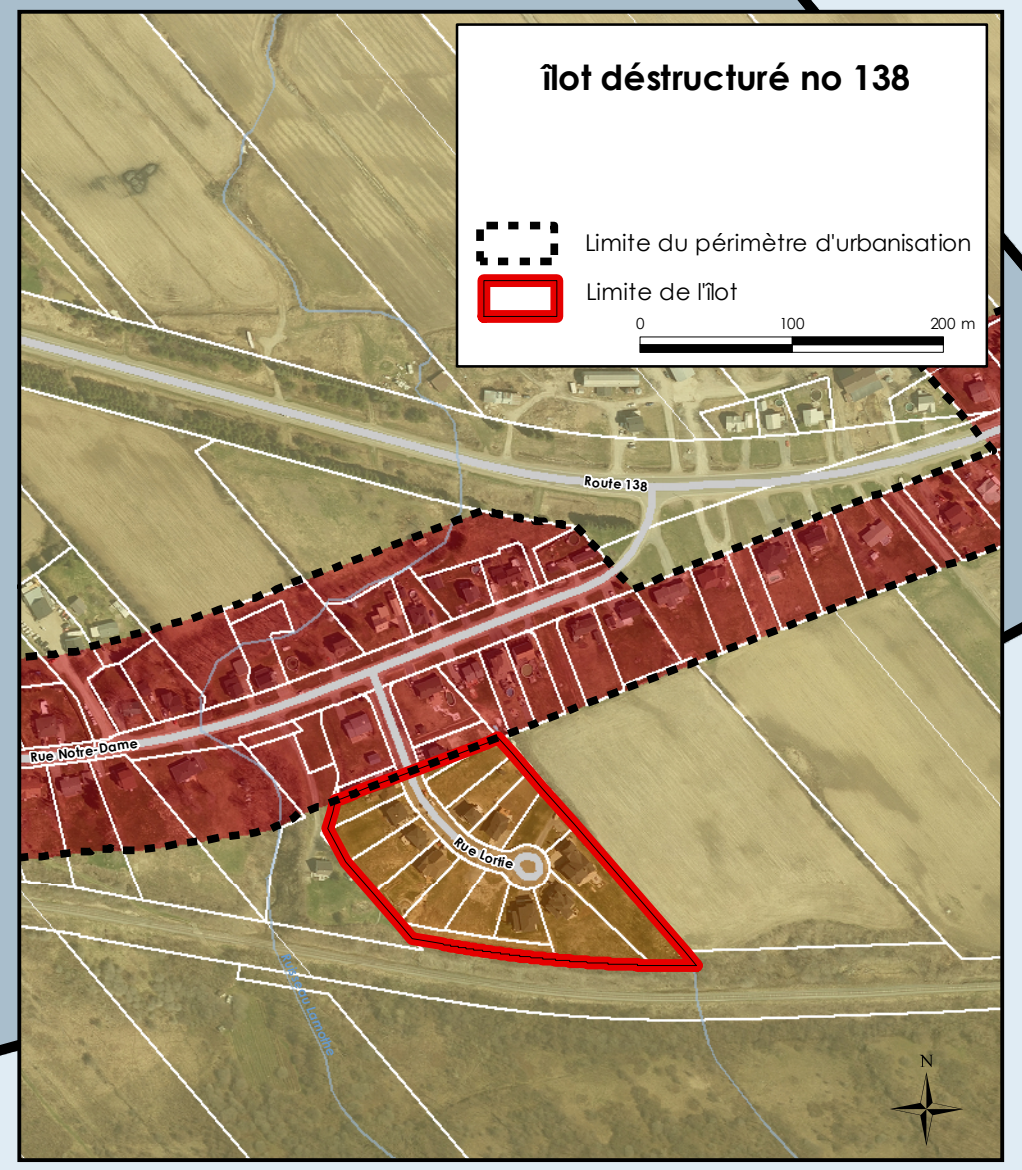 îlot déstructuré no 138
Limite du périmètre d'urbanisation
Limite de l'îlot
0 100 200 m
Route 138
Rue Notre-Dame
Rue Lortie
Lamothe
N